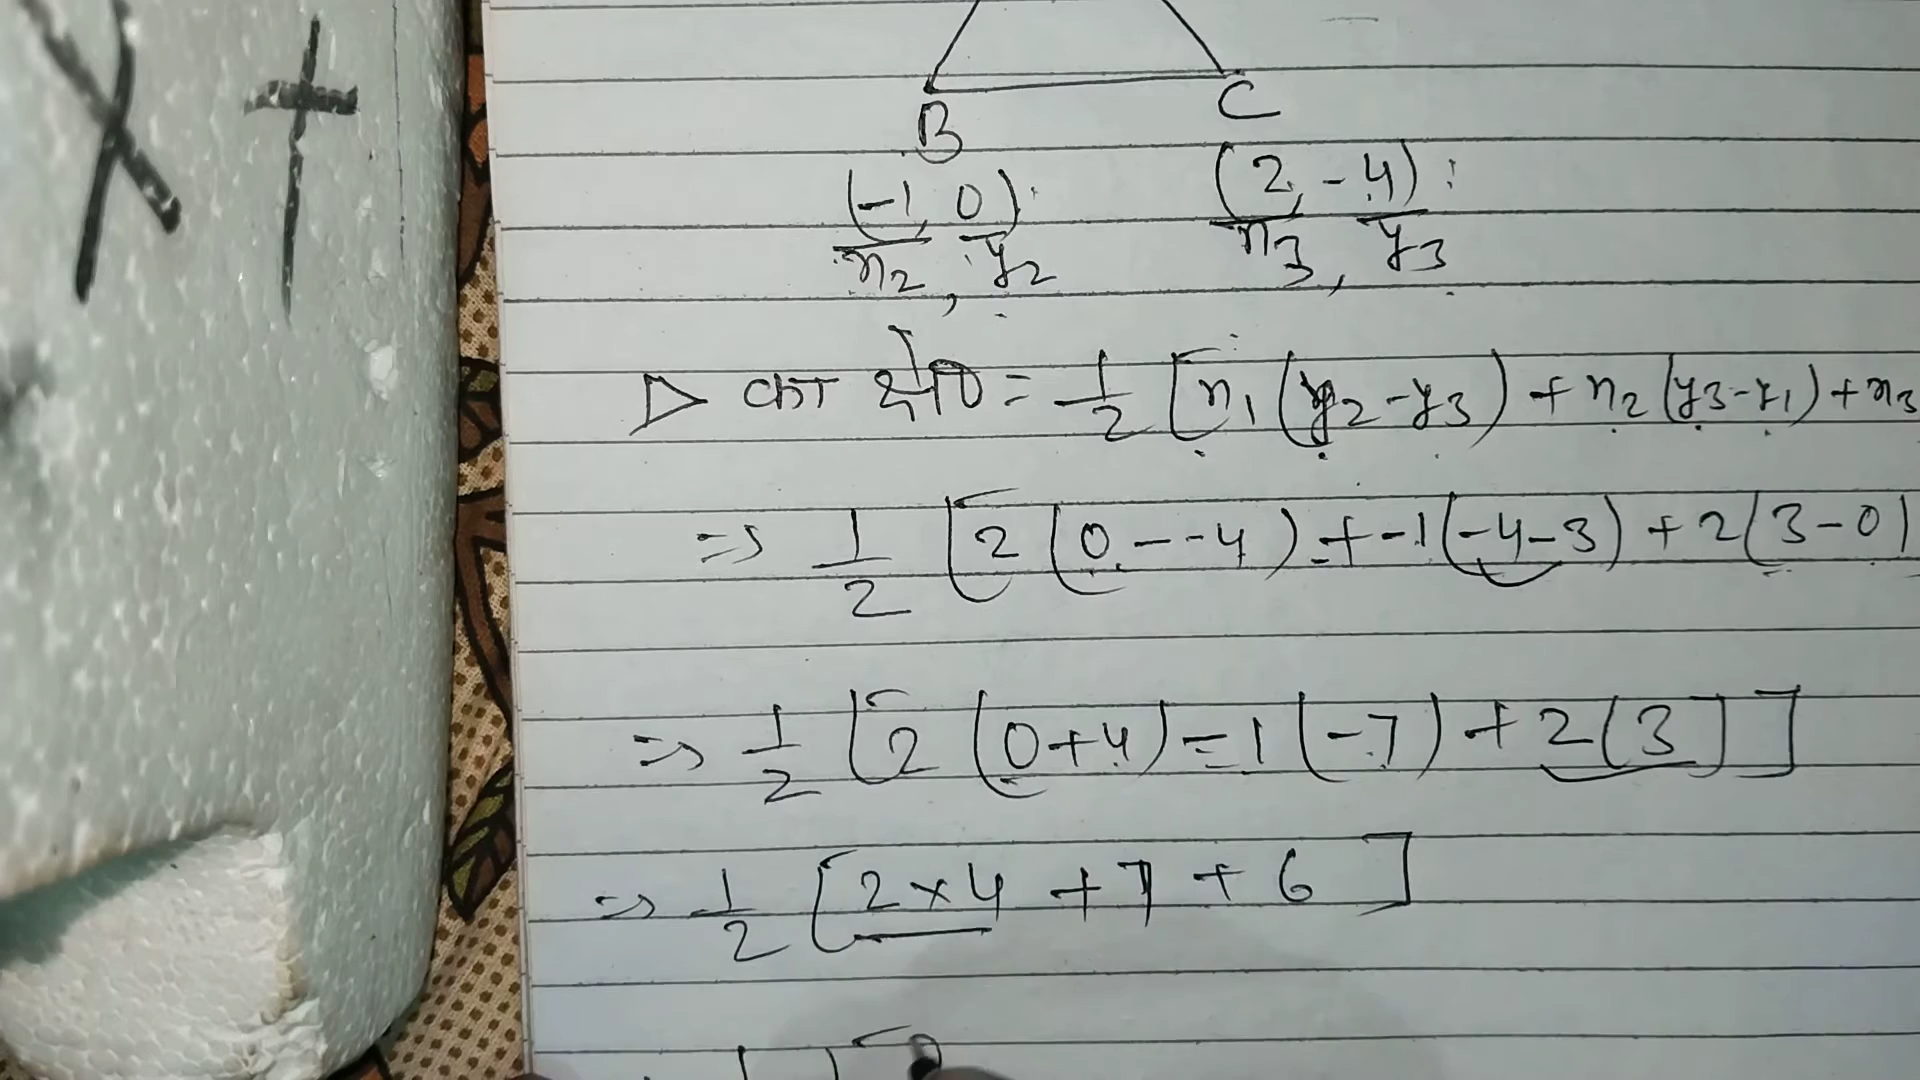 B C
(-1, 0) (2, -4)
x2, y2 x3, y3
△ का क्षे० = 1/2 [x1(y2-y3) + x2(y3-y1) + x3
=> 1/2 [2(0--4) + -1(-4-3) + 2(3-0)
=> 1/2 [2(0+4) -1(-7) + 2(3)]
=> 1/2 [2×4 +7 + 6]